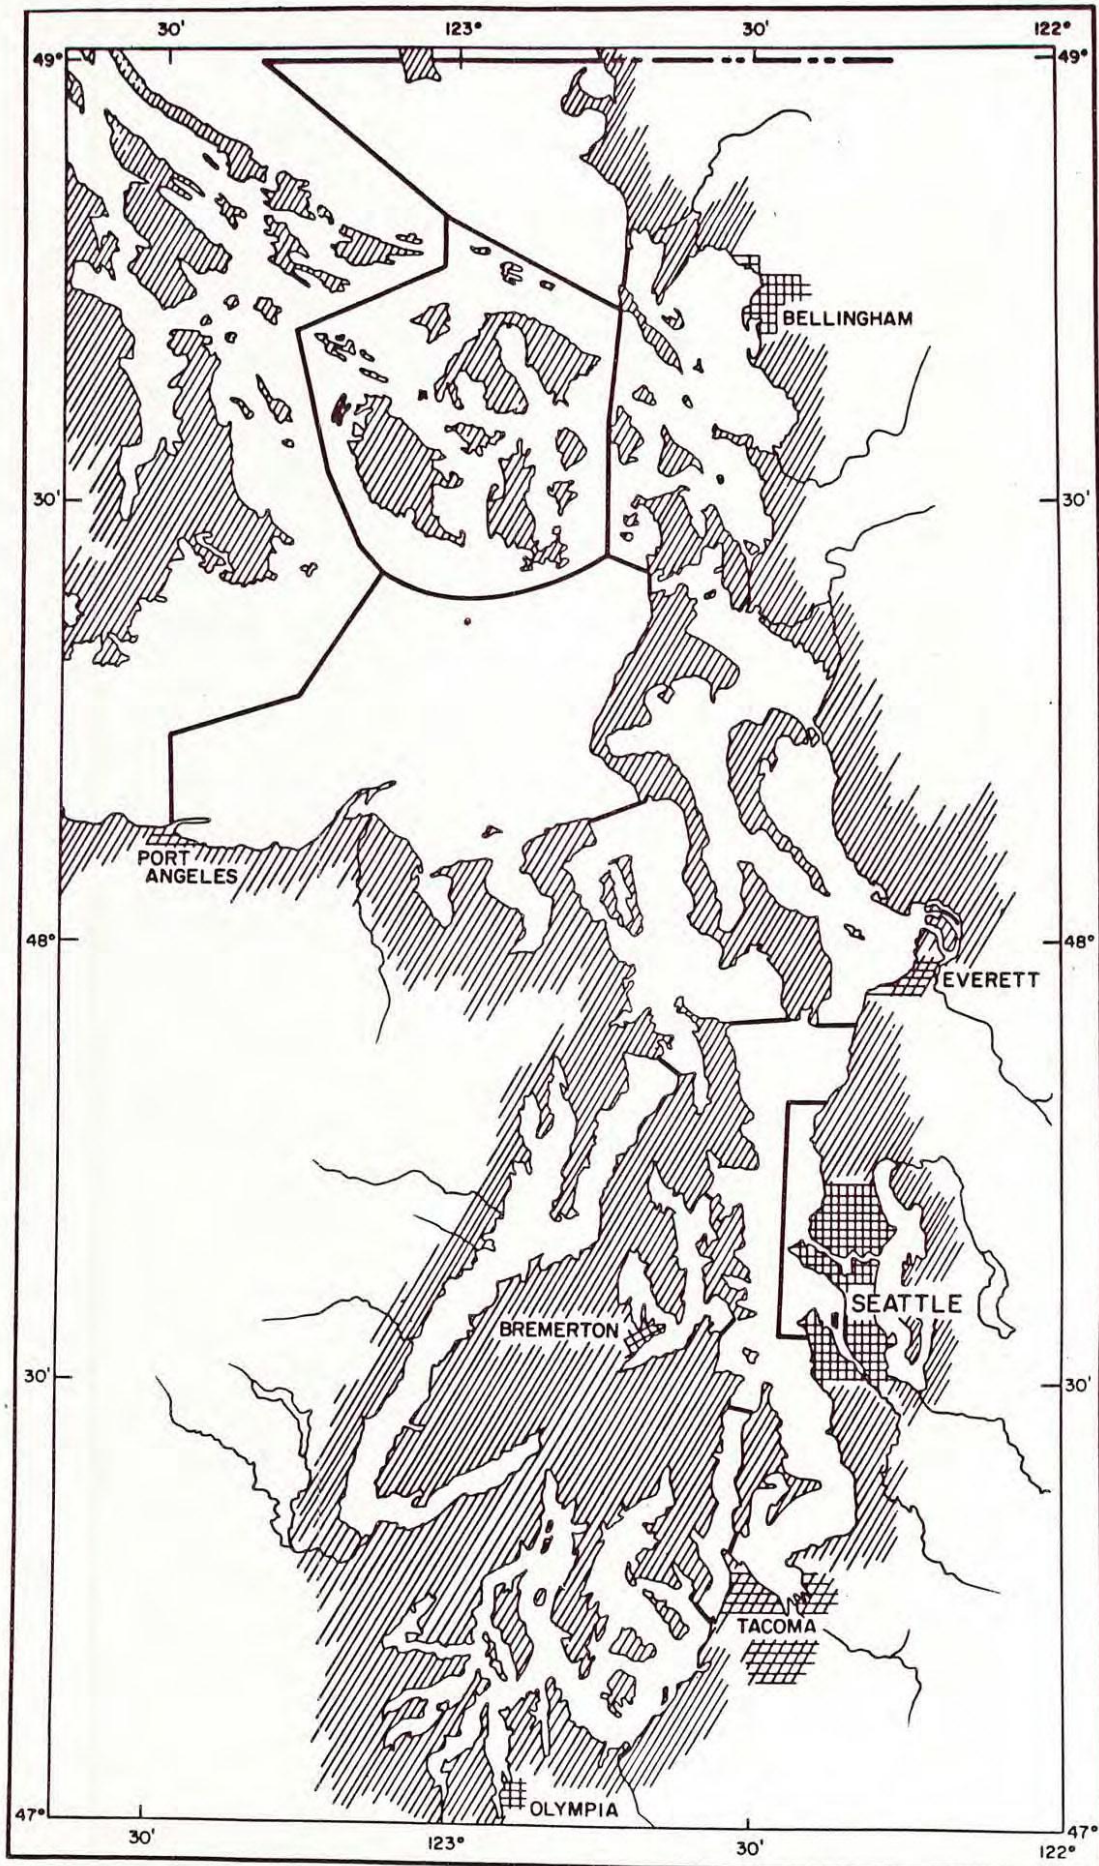 30' 123° 30' 122°
49° 49°
BELLINGHAM
30' 30'
PORT
ANGELES
48° 48°
EVERETT
SEATTLE
BREMERTON
30' 30'
TACOMA
OLYMPIA
47° 47°
30' 123° 30' 122°